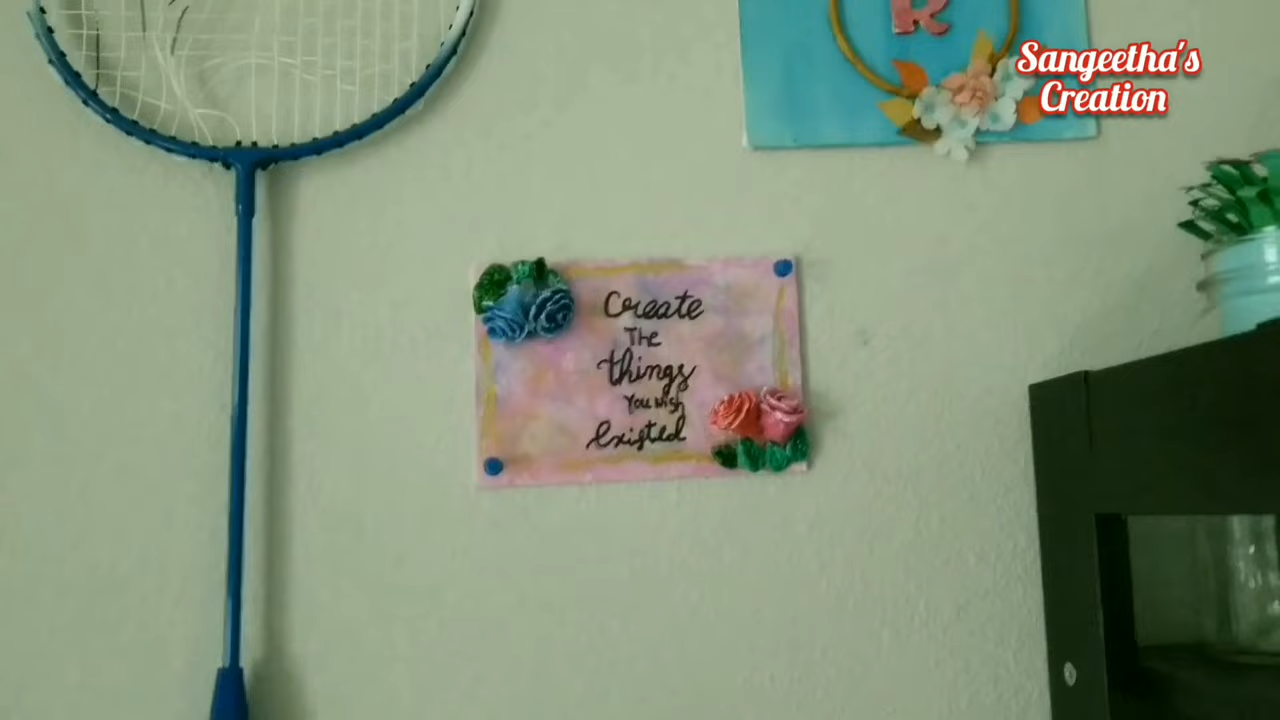 R
Sangeetha's
Creation
Create
The
things
You wish
Existed